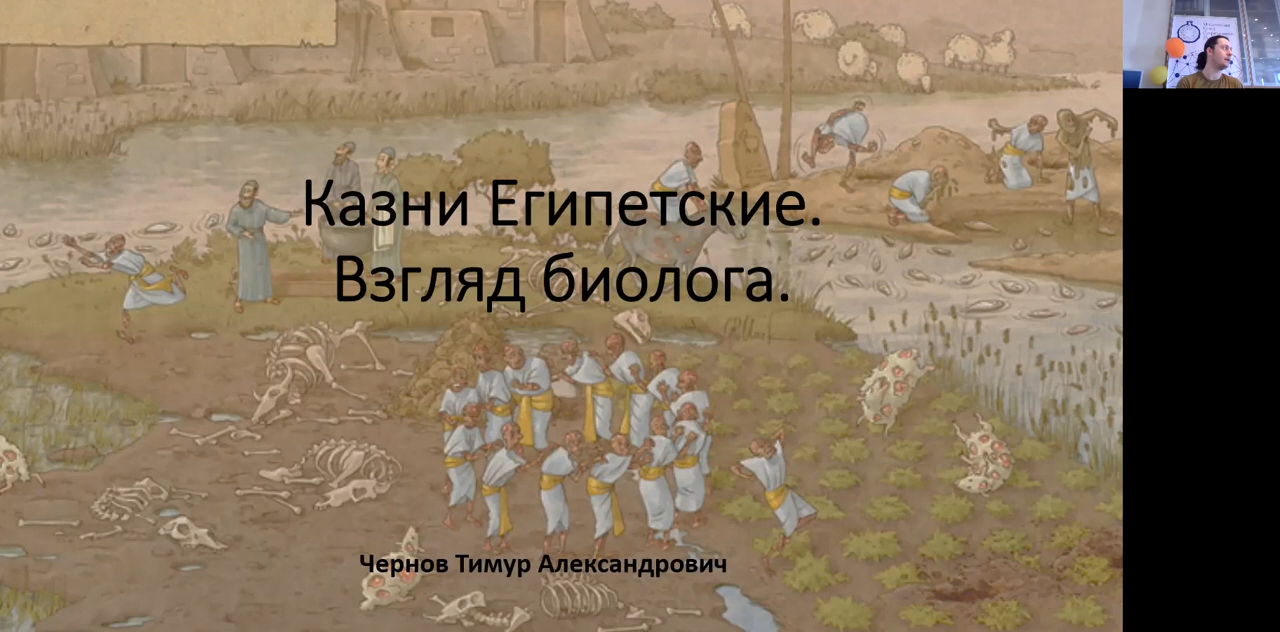 Казни Египетские.
Взгляд биолога.
Чернов Тимур Александрович